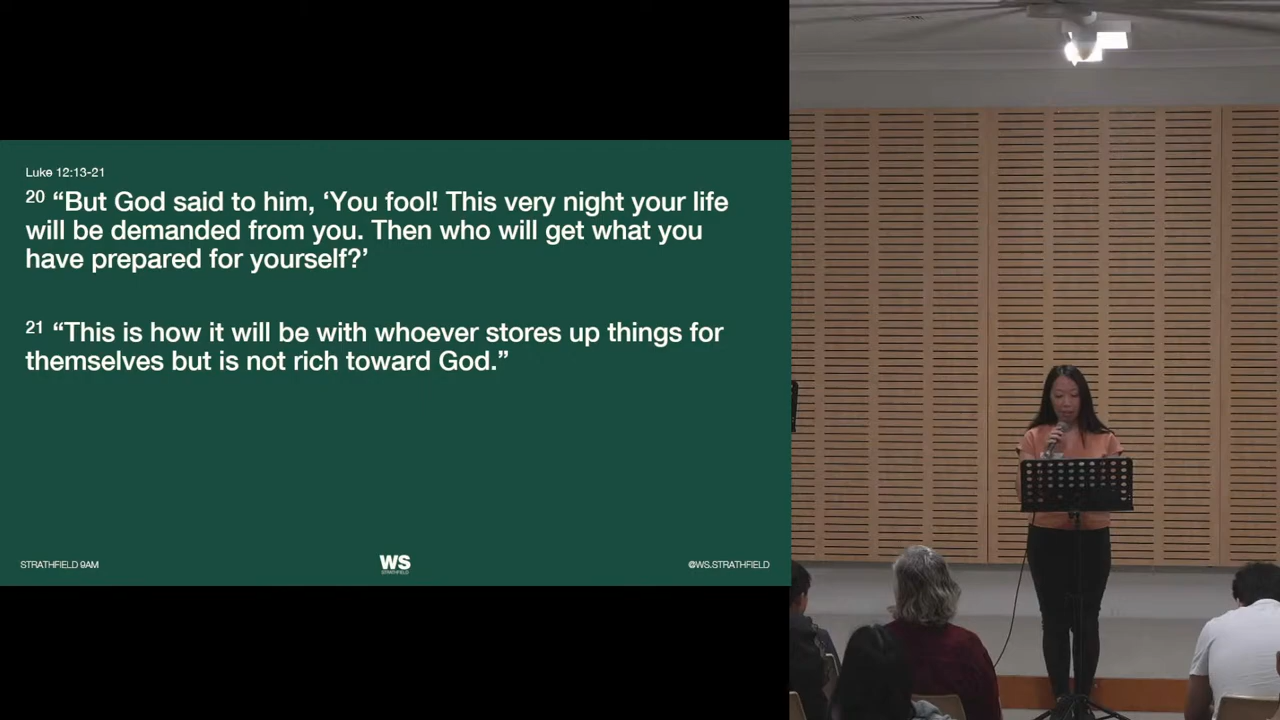 Luke 12:13-21
20 “But God said to him, ‘You fool! This very night your life
will be demanded from you. Then who will get what you
have prepared for yourself?’
21 “This is how it will be with whoever stores up things for
themselves but is not rich toward God.”
STRATHFIELD 9AM
WS
STRATHFIELD
@WS.STRATHFIELD